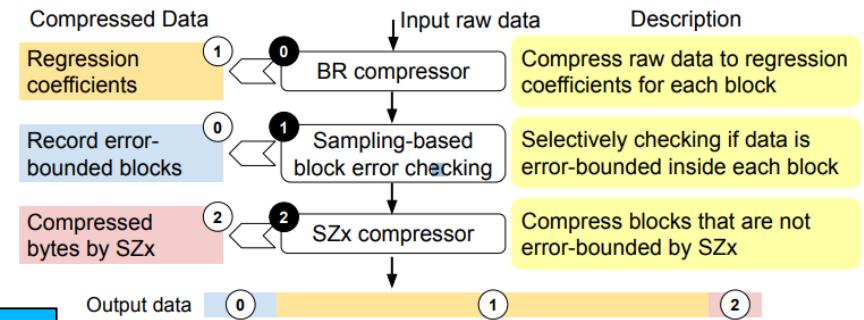 Compressed Data
Input raw data
Description
Regression
coefficients
1
0
BR compressor
Compress raw data to regression
coefficients for each block
Record error-
bounded blocks
0
1
Sampling-based
block error checking
Selectively checking if data is
error-bounded inside each block
Compressed
bytes by SZx
2
2
SZx compressor
Compress blocks that are not
error-bounded by SZx
Output data
0
1
2